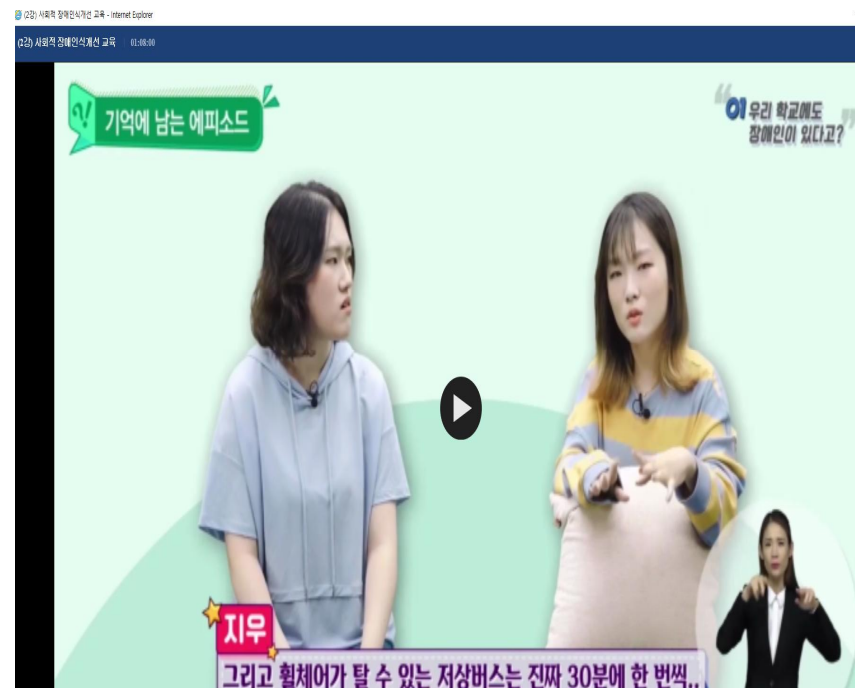 (2강) 사회적 장애인식개선 교육 - Internet Explorer
(2강) 사회적 장애인식개선 교육 01:08:00
?! 기억에 남는 에피소드
“01 우리 학교에도
장애인이 있다고?”
지우
그리고 휠체어가 탈 수 있는 저상버스는 진짜 30분에 한 번씩..